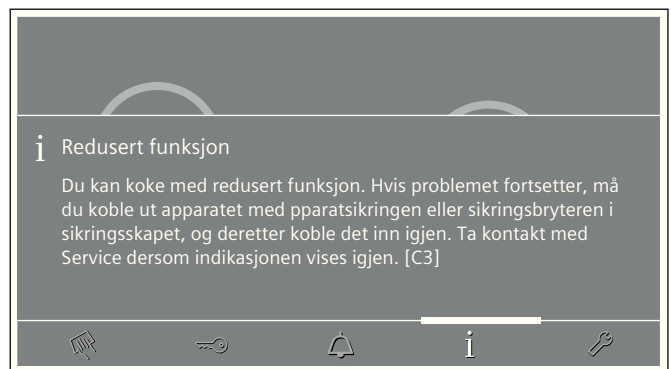 i Redusert funksjon
Du kan koke med redusert funksjon. Hvis problemet fortsetter, må
du koble ut apparatet med pparatsikringen eller sikringsbryteren i
sikringsskapet, og deretter koble det inn igjen. Ta kontakt med
Service dersom indikasjonen vises igjen. [C3]
i